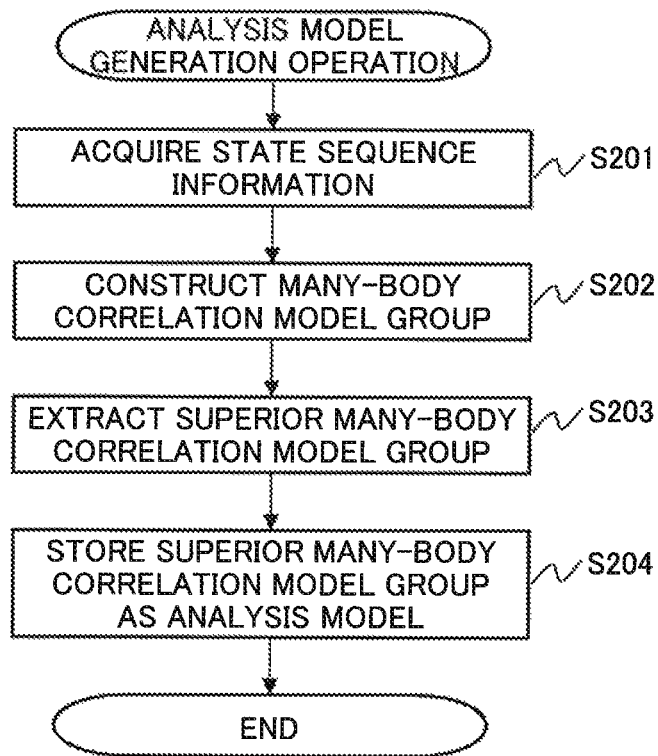 ANALYSIS MODEL
GENERATION OPERATION
ACQUIRE STATE SEQUENCE
INFORMATION
S201
CONSTRUCT MANY-BODY
CORRELATION MODEL GROUP
S202
EXTRACT SUPERIOR MANY-BODY
CORRELATION MODEL GROUP
S203
STORE SUPERIOR MANY-BODY
CORRELATION MODEL GROUP
AS ANALYSIS MODEL
S204
END